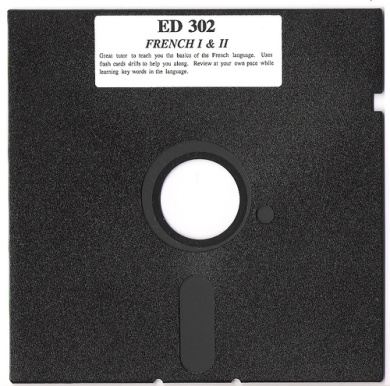 ED 302
FRENCH I & II
Great tutor to teach you the basics of the French language. Uses
flash cards drills to help you along. Review at your own pace while
learning key words in the language.